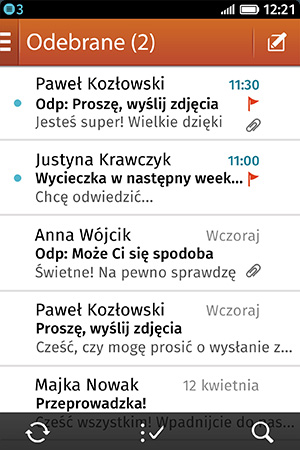 3 12:21
Odebrane (2)
Paweł Kozłowski 11:30
Odp: Proszę, wyślij zdjęcia
Jesteś super! Wielkie dzięki
Justyna Krawczyk 11:00
Wycieczka w następny week...
Chcę odwiedzić...
Anna Wójcik Wczoraj
Odp: Może Ci się spodoba
Świetne! Na pewno sprawdzę
Paweł Kozłowski Wczoraj
Proszę, wyślij zdjęcia
Cześć, czy mogę prosić o wysłanie z...
Majka Nowak 12 kwietnia
Przeprowadzka!
Cześć wszystkim! Wpadnijcie do nas...